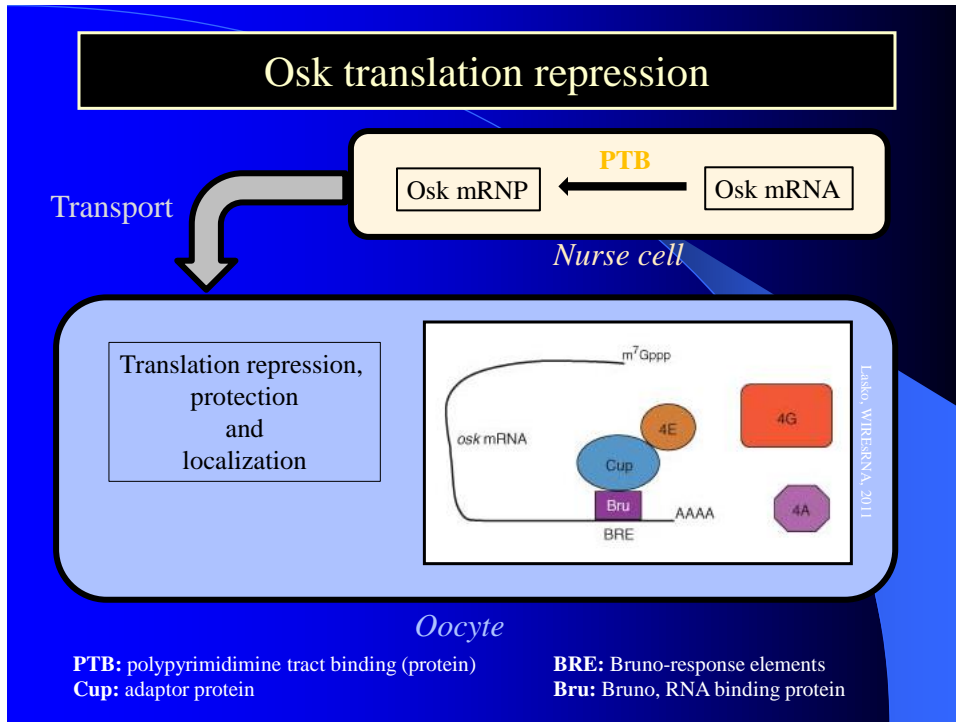 Osk translation repression
PTB
Osk mRNP
Osk mRNA
Transport
Nurse cell
Translation repression,
protection
and
localization
m⁷Gppp
osk mRNA
4E
4G
Cup
Bru
AAAA
4A
BRE
Lasko, WIREsRNA, 2011
Oocyte
PTB: polypyrimidimine tract binding (protein)
Cup: adaptor protein
BRE: Bruno-response elements
Bru: Bruno, RNA binding protein